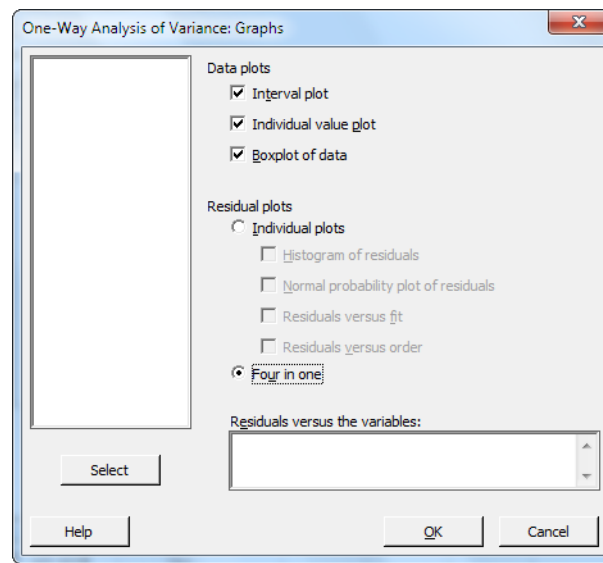 One-Way Analysis of Variance: Graphs
Data plots
Interval plot
Individual value plot
Boxplot of data
Residual plots
Individual plots
Histogram of residuals
Normal probability plot of residuals
Residuals versus fit
Residuals versus order
Four in one
Residuals versus the variables:
Select
Help
OK
Cancel